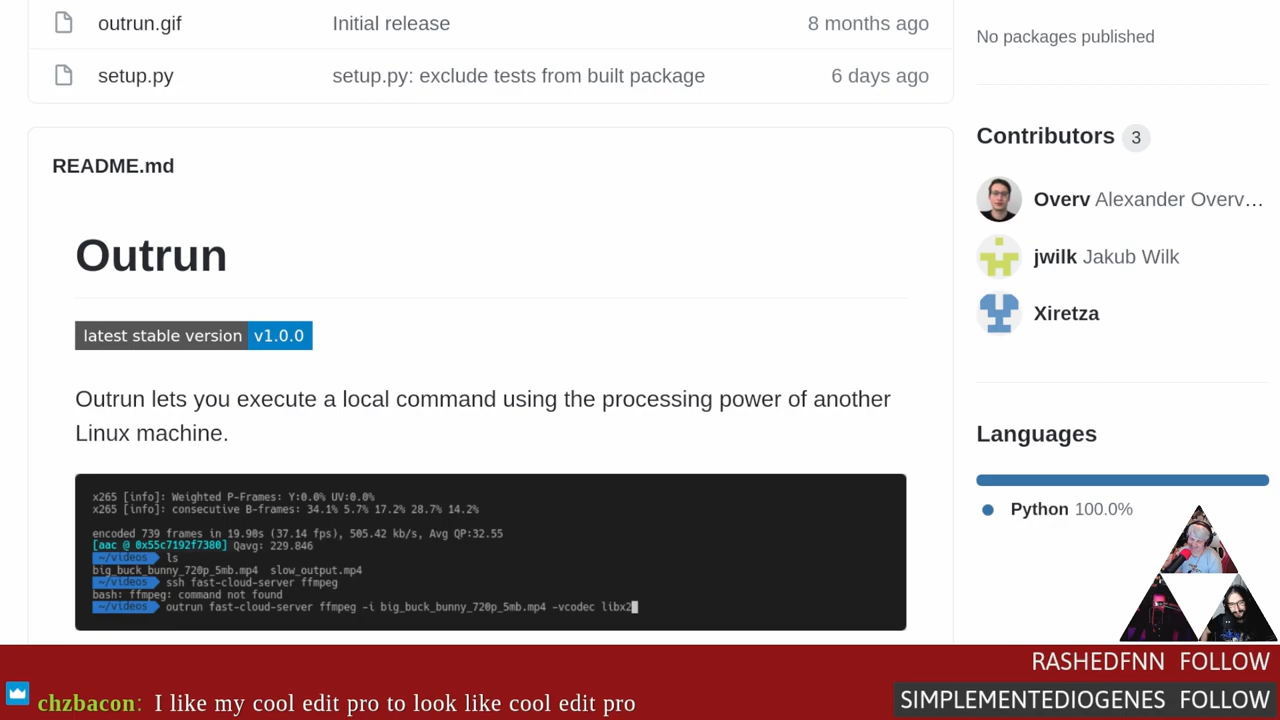 outrun.gif Initial release 8 months ago
setup.py setup.py: exclude tests from built package 6 days ago
README.md
Outrun
latest stable version v1.0.0
Outrun lets you execute a local command using the processing power of another
Linux machine.
x265 [info]: Weighted P-Frames: Y:0.0% UV:0.0%
x265 [info]: consecutive B-frames: 34.1% 5.7% 17.2% 28.7% 14.2%
encoded 739 frames in 19.90s (37.14 fps), 505.42 kb/s, Avg QP:32.55
[aac @ 0x55c7192f7380] Qavg: 229.846
~/videos ls
big_buck_bunny_720p_5mb.mp4 slow_output.mp4
~/videos ssh fast-cloud-server ffmpeg
bash: ffmpeg: command not found
~/videos outrun fast-cloud-server ffmpeg -i big_buck_bunny_720p_5mb.mp4 -vcodec libx2
No packages published
Contributors 3
Overv Alexander Overv…
jwilk Jakub Wilk
Xiretza
Languages
Python 100.0%
RASHEDFNN FOLLOW
chzbacon: I like my cool edit pro to look like cool edit pro
SIMPLEMENTEDIOGENES FOLLOW